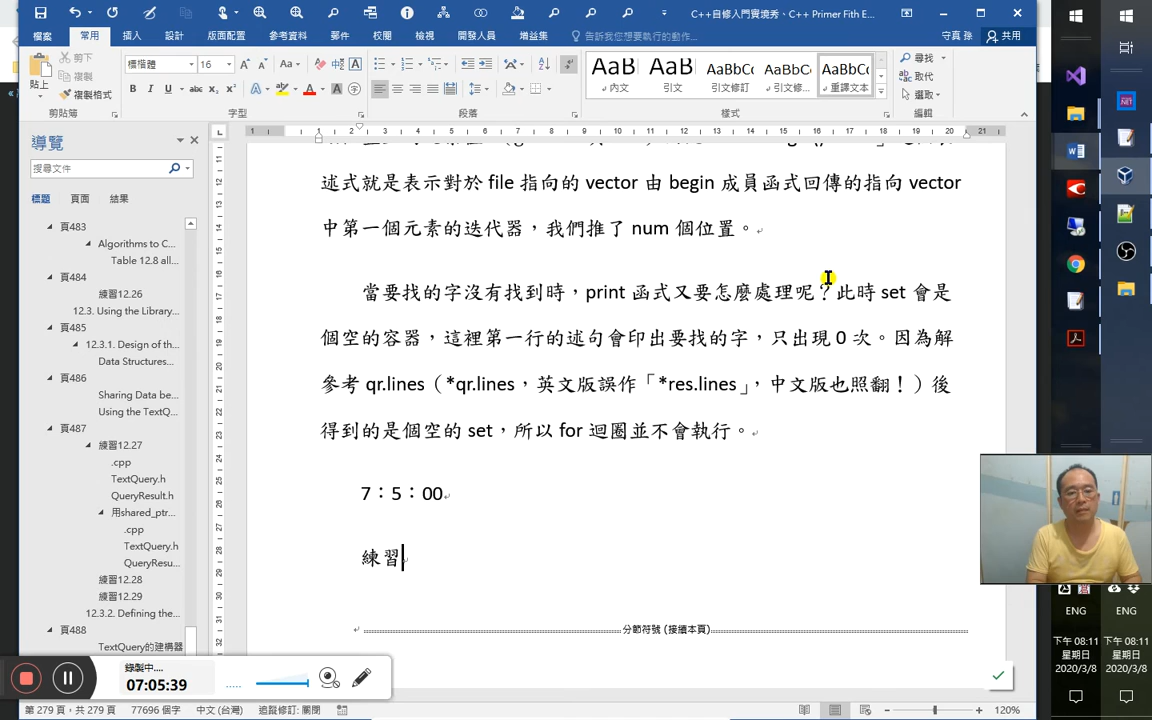 C++自修入門實境秀、C++ Primer Fith E...
檔案 常用 插入 設計 版面配置 參考資料 郵件 校閱 檢視 開發人員 增益集 告訴我您想要執行的動作... 守真 孫 共用
貼上 剪下 複製 複製格式
楷模體 16
AaB AaB AaBbCc AaBbCc AaBbCc
內文 引文 引文修訂 引文修... 重譯文本
尋找 取代 選取
剪貼簿 字型 段落 樣式 編輯
導覽
搜尋文件
標題 頁面 結果
頁483
Algorithms to C...
Table 12.8 all...
頁484
練習12.26
12.3. Using the Library...
頁485
12.3.1. Design of th...
Data Structures...
頁486
Sharing Data be...
Using the TextQ...
頁487
練習12.27
.cpp
TextQuery.h
QueryResult.h
用shared_ptr...
.cpp
TextQuery.h
QueryResu...
練習12.28
練習12.29
12.3.2. Defining the...
頁488
TextQuery的建構器
述式就是表示對於 file 指向的 vector 由 begin 成員函式回傳的指向 vector
中第一個元素的迭代器，我們推了 num 個位置。
當要找的字沒有找到時，print 函式又要怎麼處理呢？此時 set 會是
個空的容器，這裡第一行的述句會印出要找的字，只出現 0 次。因為解
參考 qr.lines（*qr.lines，英文版誤作「*res.lines」，中文版也照翻！）後
得到的是個空的 set，所以 for 迴圈並不會執行。
7：5：00
練習
分節符號 (接續本頁)
錄製中....
07:05:39
第 279 頁，共 279 頁 77696 個字 中文 (台灣) 追蹤修訂: 關閉 120%
ENG ENG
下午 08:11 下午 08:11
星期日 星期日
2020/3/8 2020/3/8